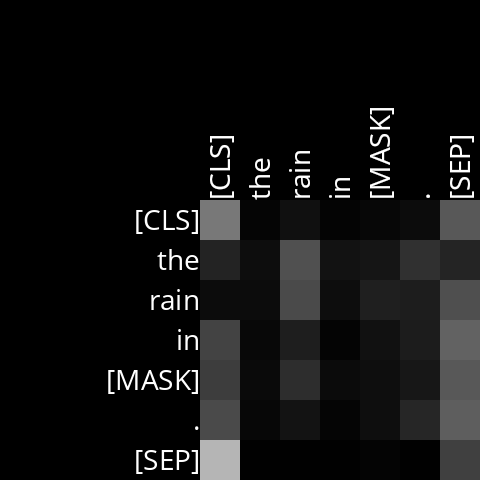 [CLS] the rain in [MASK] . [SEP]
[CLS]
the
rain
in
[MASK]
.
[SEP]